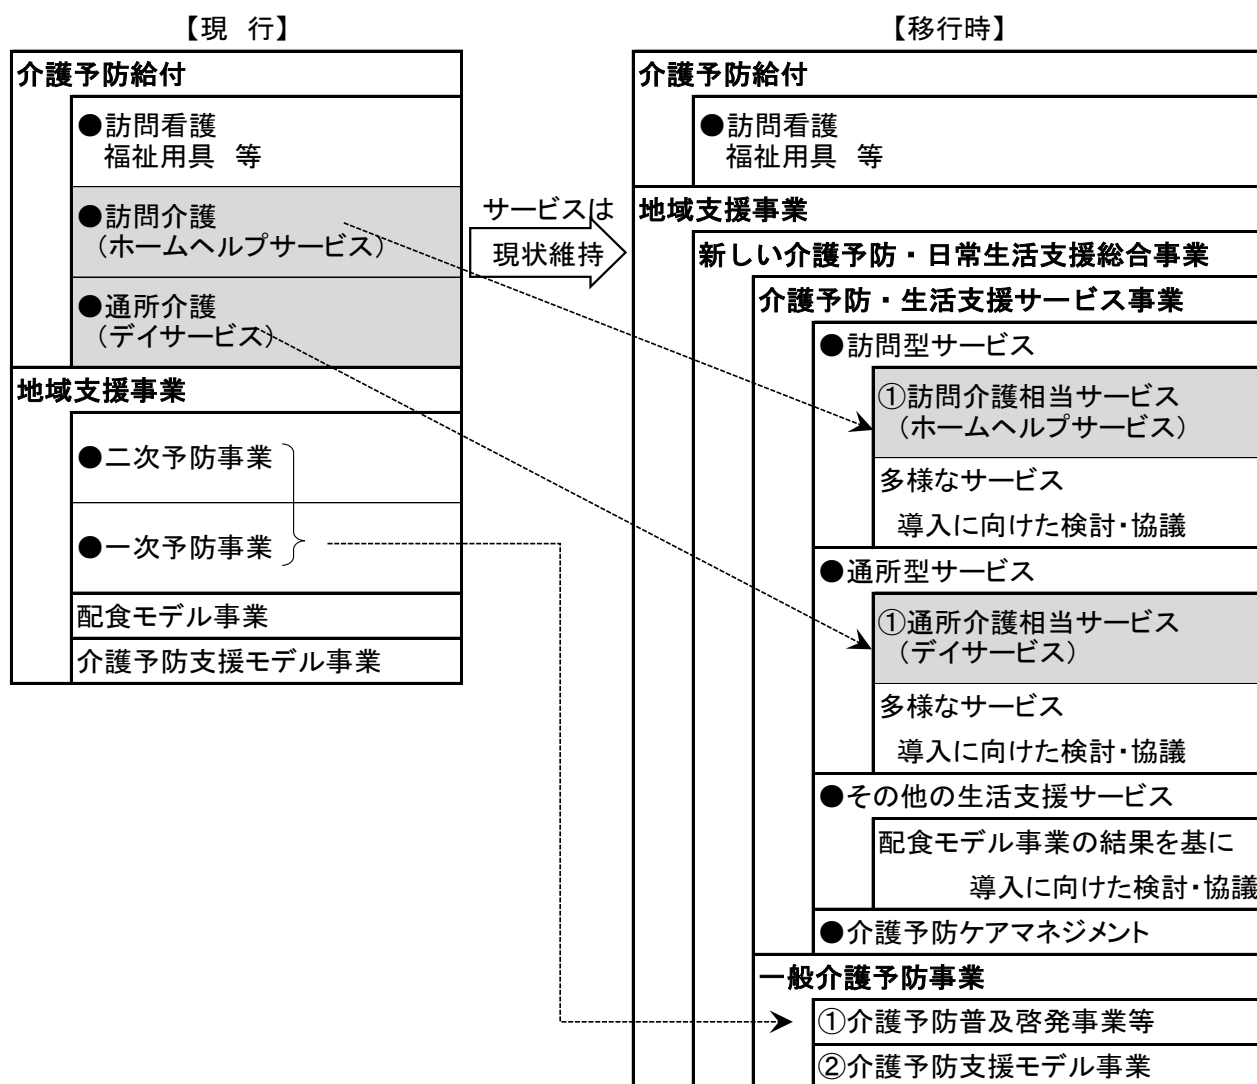 【現　行】
介護予防給付
●訪問看護
福祉用具　等
●訪問介護
（ホームヘルプサービス）
●通所介護
（デイサービス）
地域支援事業
●二次予防事業
●一次予防事業
配食モデル事業
介護予防支援モデル事業
サービスは
現状維持
【移行時】
介護予防給付
●訪問看護
福祉用具　等
地域支援事業
新しい介護予防・日常生活支援総合事業
介護予防・生活支援サービス事業
●訪問型サービス
①訪問介護相当サービス
（ホームヘルプサービス）
多様なサービス
導入に向けた検討・協議
●通所型サービス
①通所介護相当サービス
（デイサービス）
多様なサービス
導入に向けた検討・協議
●その他の生活支援サービス
配食モデル事業の結果を基に
導入に向けた検討・協議
●介護予防ケアマネジメント
一般介護予防事業
①介護予防普及啓発事業等
②介護予防支援モデル事業